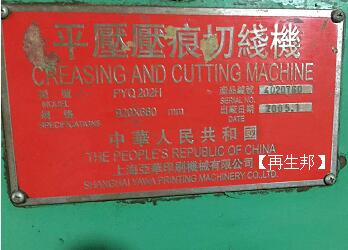 平壓壓痕切綫機
CREASING AND CUTTING MACHINE
型號 PYQ 202H 產品編號 4020760
MODEL SERIAL NO.
規格 920X660 mm 出廠日期 2005.1
SPECIFICATIONS
中華人民共和國
THE PEOPLE'S REPUBLIC OF CHINA
上海亞華印刷機械有限公司
SHANGHAI YAWA PRINTING MACHINERY CO.,LTD.
【再生邦】